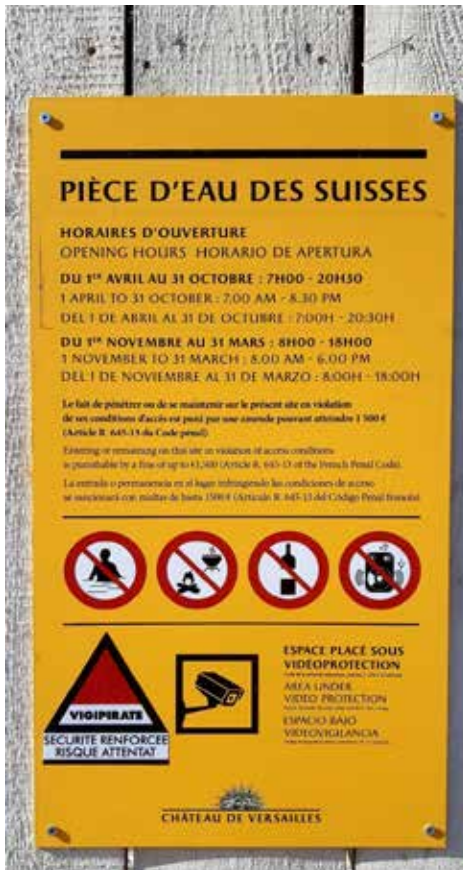 PIÈCE D'EAU DES SUISSES
HORAIRES D'OUVERTURE
OPENING HOURS HORARIO DE APERTURA
DU 1ER AVRIL AU 31 OCTOBRE : 7H00 - 20H30
1 APRIL TO 31 OCTOBER : 7.00 AM - 8.30 PM
DEL 1 DE ABRIL AL 31 DE OCTUBRE : 7:00H - 20:30H
DU 1ER NOVEMBRE AU 31 MARS : 8H00 - 18H00
1 NOVEMBER TO 31 MARCH : 8.00 AM - 6.00 PM
DEL 1 DE NOVIEMBRE AL 31 DE MARZO : 8:00H - 18:00H
Le fait de pénétrer ou de se maintenir sur le présent site en violation
de ses conditions d'accès est puni par une amende pouvant atteindre 1 500 €
(Article R. 645-13 du Code pénal).
Entering or remaining on this site in violation of access conditions
is punishable by a fine of up to €1,500 (Article R. 645-13 of the French Penal Code).
La entrada o permanencia en el lugar infringiendo las condiciones de acceso
se sancionará con multas de hasta 1500 € (Artículo R. 645-13 del Código Penal francés)
VIGIPIRATE
SÉCURITÉ RENFORCÉE
RISQUE ATTENTAT
ESPACE PLACÉ SOUS
VIDÉOPROTECTION
AREA UNDER
VIDEO PROTECTION
ESPACIO BAJO
VIDEOVIGILANCIA
CHÂTEAU DE VERSAILLES